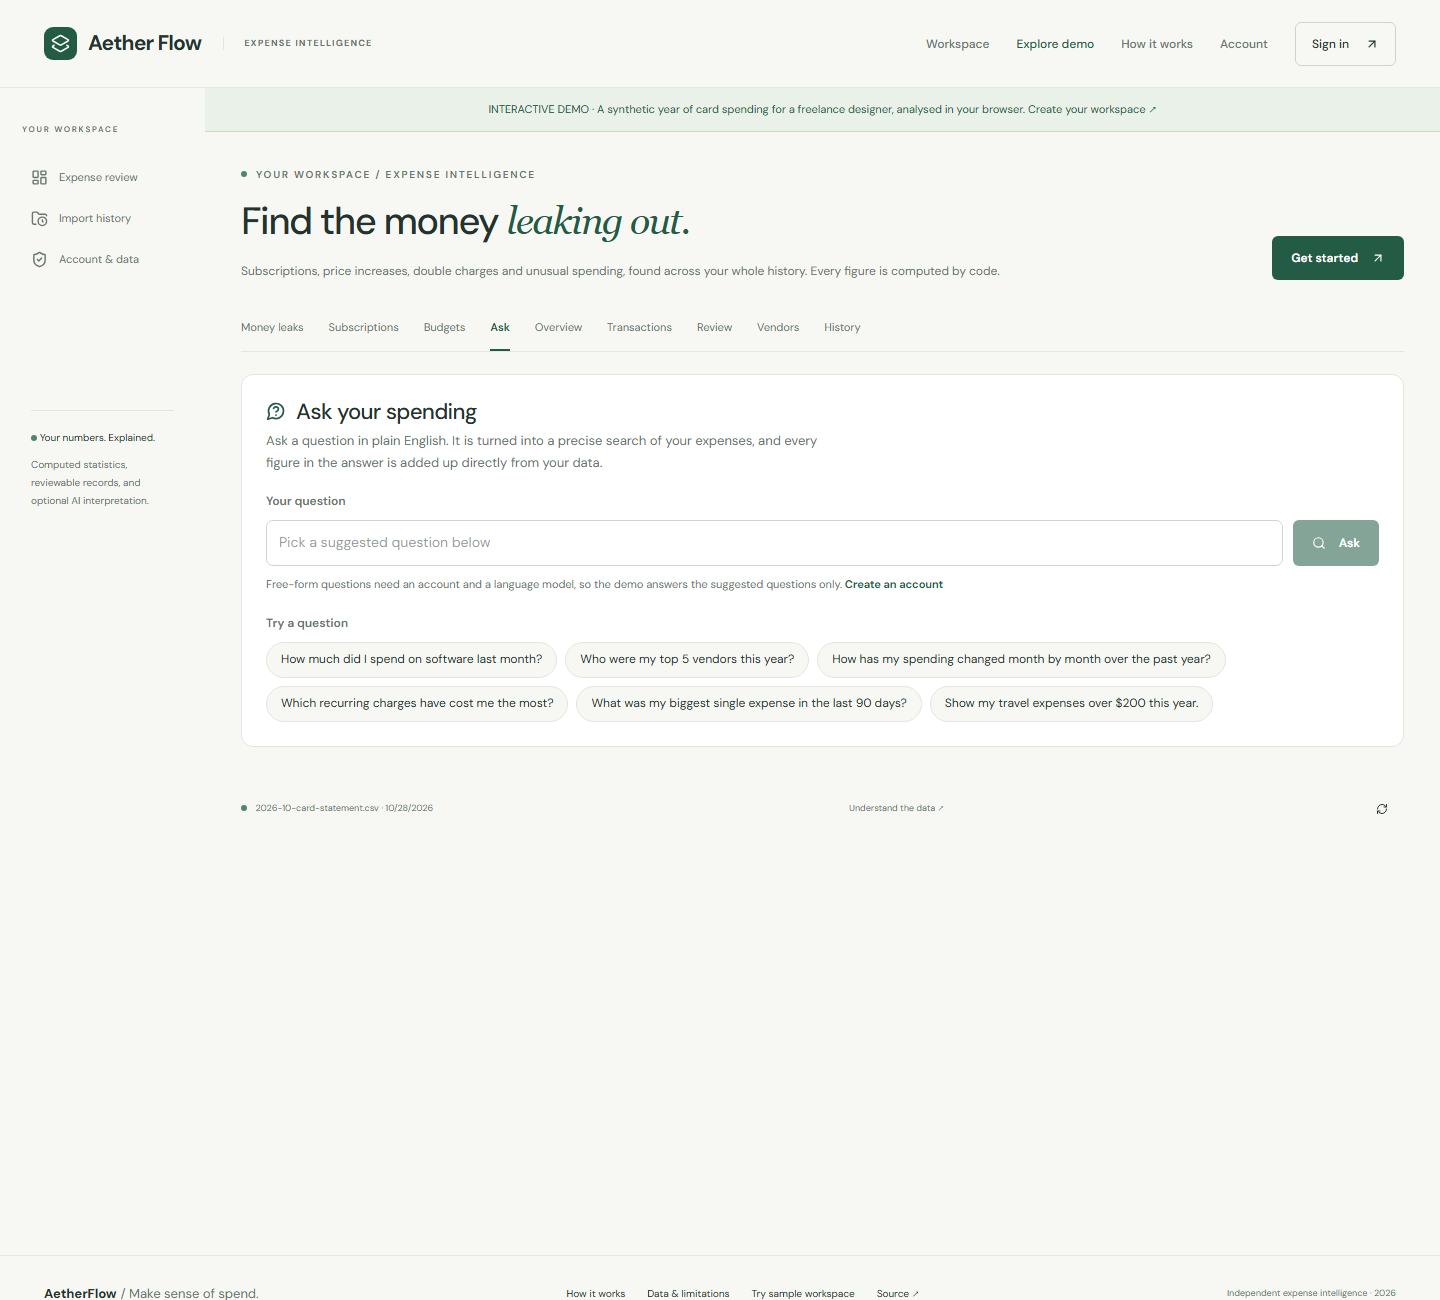 Aether Flow
EXPENSE INTELLIGENCE
Workspace
Explore demo
How it works
Account
Sign in
YOUR WORKSPACE
Expense review
Import history
Account & data
Your numbers. Explained.
Computed statistics,
reviewable records, and
optional AI interpretation.
INTERACTIVE DEMO · A synthetic year of card spending for a freelance designer, analysed in your browser. Create your workspace ↗
YOUR WORKSPACE / EXPENSE INTELLIGENCE
Find the money leaking out.
Subscriptions, price increases, double charges and unusual spending, found across your whole history. Every figure is computed by code.
Get started
Money leaks
Subscriptions
Budgets
Ask
Overview
Transactions
Review
Vendors
History
Ask your spending
Ask a question in plain English. It is turned into a precise search of your expenses, and every
figure in the answer is added up directly from your data.
Your question
Pick a suggested question below
Ask
Free-form questions need an account and a language model, so the demo answers the suggested questions only. Create an account
Try a question
How much did I spend on software last month?
Who were my top 5 vendors this year?
How has my spending changed month by month over the past year?
Which recurring charges have cost me the most?
What was my biggest single expense in the last 90 days?
Show my travel expenses over $200 this year.
2026-10-card-statement.csv · 10/28/2026
Understand the data ↗
AetherFlow / Make sense of spend.
How it works
Data & limitations
Try sample workspace
Source ↗
Independent expense intelligence · 2026